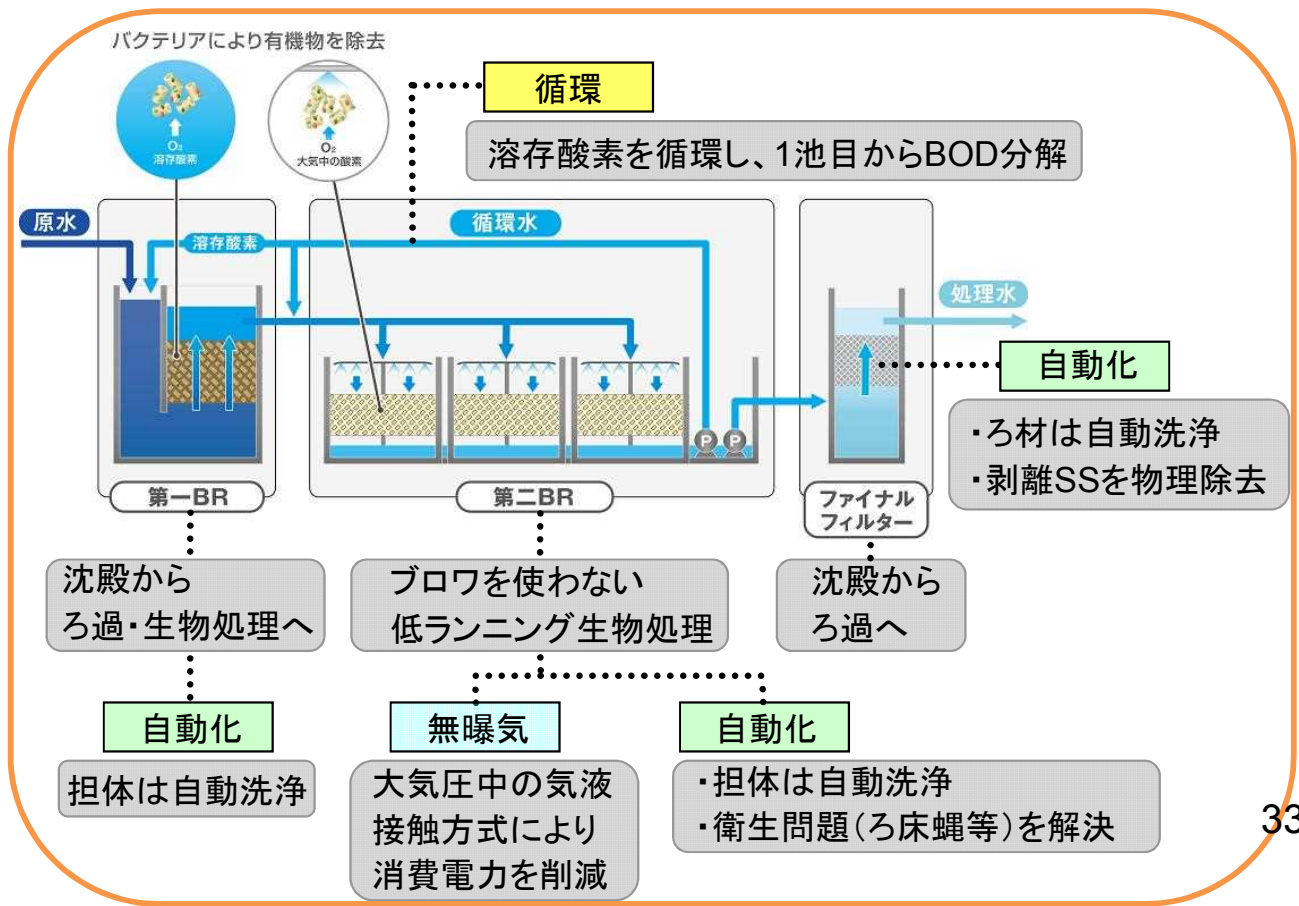 バクテリアにより有機物を除去
O₂
溶存酸素
O₂
大気中の酸素
循環
溶存酸素を循環し、1池目からBOD分解
原水
溶存酸素
循環水
処理水
P
P
自動化
・ろ材は自動洗浄
・剥離SSを物理除去
第一BR
第二BR
ファイナル
フィルター
沈殿から
ろ過・生物処理へ
ブロワを使わない
低ランニング生物処理
沈殿から
ろ過へ
自動化
担体は自動洗浄
無曝気
大気圧中の気液
接触方式により
消費電力を削減
自動化
・担体は自動洗浄
・衛生問題(ろ床蝿等)を解決
33